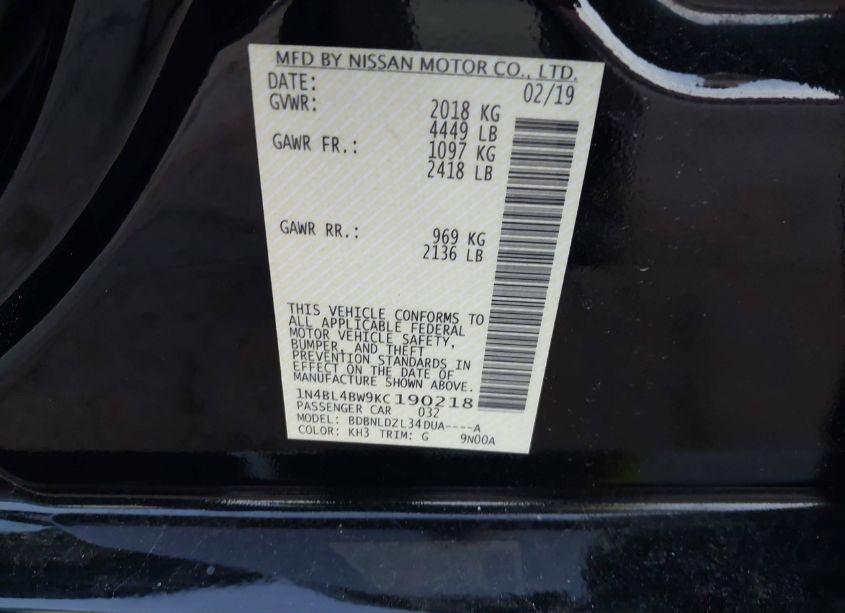 MFD BY NISSAN MOTOR CO., LTD.
DATE: 02/19
GVWR: 2018 KG
4449 LB
GAWR FR.: 1097 KG
2418 LB
GAWR RR.: 969 KG
2136 LB
THIS VEHICLE CONFORMS TO
ALL APPLICABLE FEDERAL
MOTOR VEHICLE SAFETY,
BUMPER, AND THEFT
PREVENTION STANDARDS IN
EFFECT ON THE DATE OF
MANUFACTURE SHOWN ABOVE.
1N4BL4BW9KC190218
PASSENGER CAR 032
MODEL: BDBNLDZL34DUA----A
COLOR: KH3 TRIM: G 9N00A